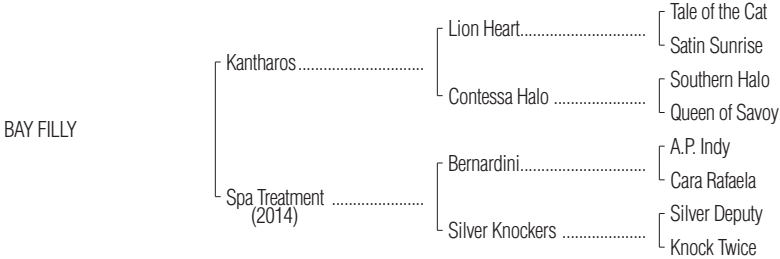 Tale of the Cat
Lion Heart..............................
Satin Sunrise
Kantharos..............................
Southern Halo
Contessa Halo ......................
Queen of Savoy
BAY FILLY
A.P. Indy
Bernardini..............................
Cara Rafaela
Spa Treatment ......................
(2014)
Silver Deputy
Silver Knockers ....................
Knock Twice